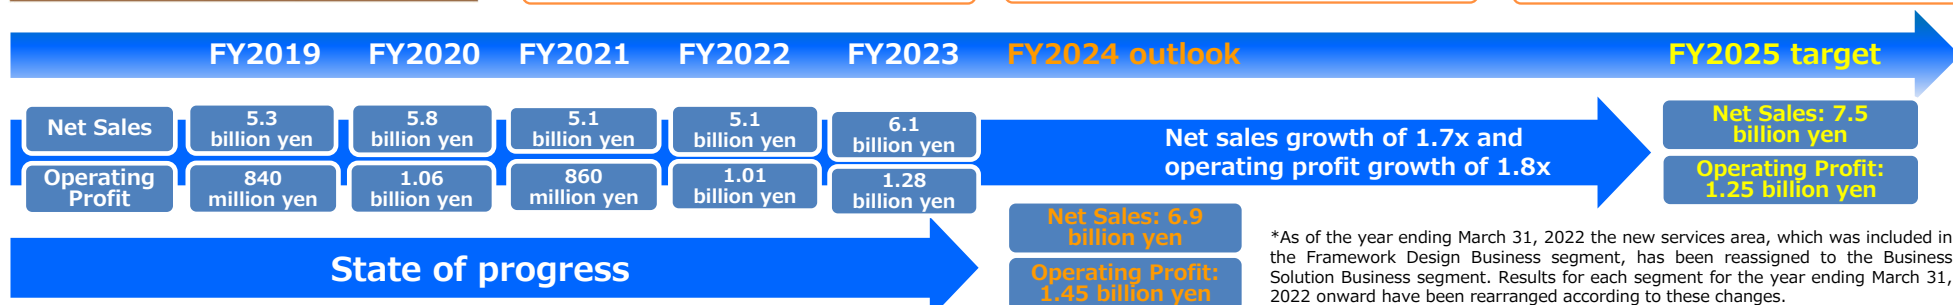 FY2019 FY2020 FY2021 FY2022 FY2023 FY2024 outlook FY2025 target
Net Sales
5.3
billion yen
5.8
billion yen
5.1
billion yen
5.1
billion yen
6.1
billion yen
Operating
Profit
840
million yen
1.06
billion yen
860
million yen
1.01
billion yen
1.28
billion yen
Net sales growth of 1.7x and
operating profit growth of 1.8x
Net Sales: 7.5
billion yen
Operating Profit:
1.25 billion yen
State of progress
Net Sales: 6.9
billion yen
Operating Profit:
1.45 billion yen
*As of the year ending March 31, 2022 the new services area, which was included in
the Framework Design Business segment, has been reassigned to the Business
Solution Business segment. Results for each segment for the year ending March 31,
2022 onward have been rearranged according to these changes.